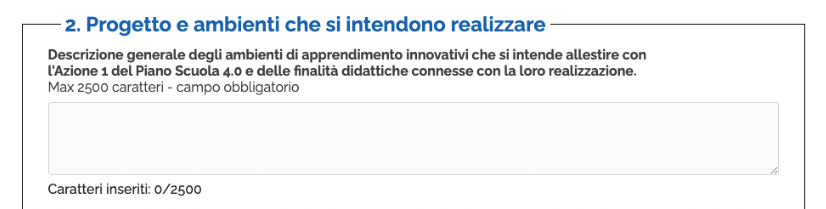 2. Progetto e ambienti che si intendono realizzare
Descrizione generale degli ambienti di apprendimento innovativi che si intende allestire con
l'Azione 1 del Piano Scuola 4.0 e delle finalità didattiche connesse con la loro realizzazione.
Max 2500 caratteri - campo obbligatorio
Caratteri inseriti: 0/2500